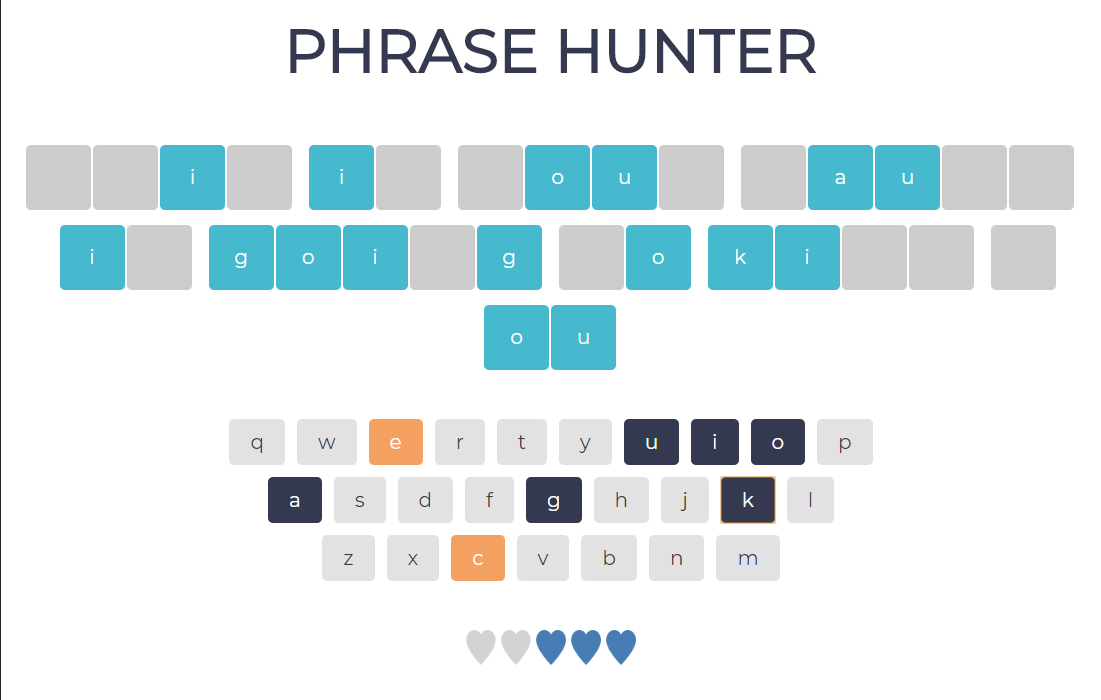 PHRASE HUNTER
i i o u a u
i g o i g o k i
o u
q w e r t y u i o p
a s d f g h j k l
z x c v b n m